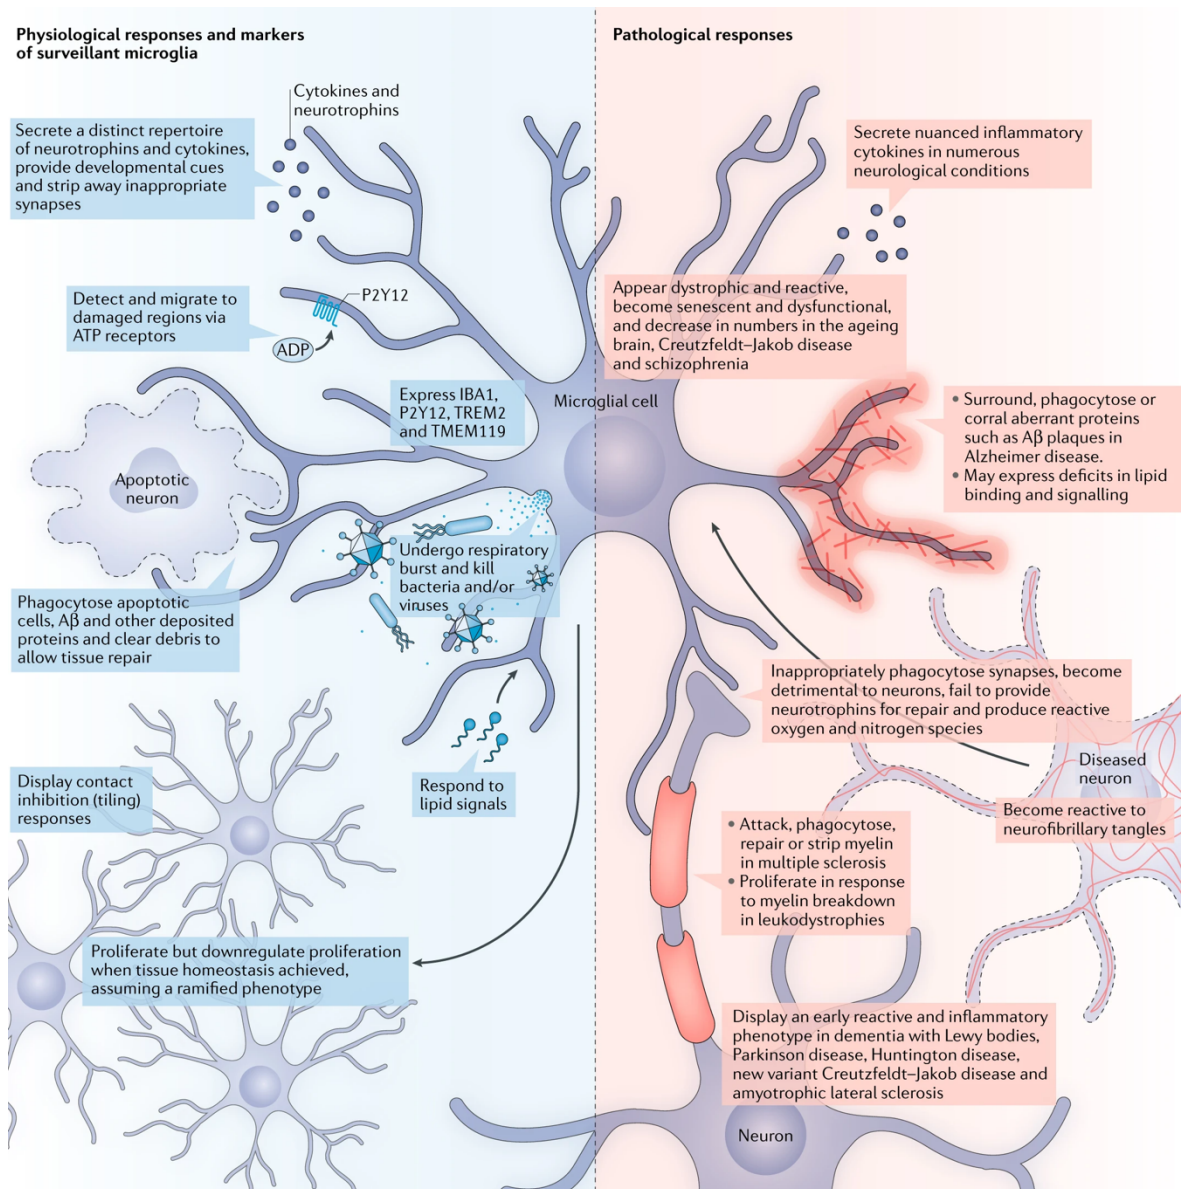 Physiological responses and markers
of surveillant microglia
Cytokines and
neurotrophins
Secrete a distinct repertoire
of neurotrophins and cytokines,
provide developmental cues
and strip away inappropriate
synapses
Detect and migrate to
damaged regions via
ATP receptors
P2Y12
ADP
Express IBA1,
P2Y12, TREM2
and TMEM119
Microglial cell
Apoptotic
neuron
Undergo respiratory
burst and kill
bacteria and/or
viruses
Phagocytose apoptotic
cells, Aβ and other deposited
proteins and clear debris to
allow tissue repair
Respond to
lipid signals
Display contact
inhibition (tiling)
responses
Proliferate but downregulate proliferation
when tissue homeostasis achieved,
assuming a ramified phenotype
Pathological responses
Secrete nuanced inflammatory
cytokines in numerous
neurological conditions
Appear dystrophic and reactive,
become senescent and dysfunctional,
and decrease in numbers in the ageing
brain, Creutzfeldt–Jakob disease
and schizophrenia
• Surround, phagocytose or
corral aberrant proteins
such as Aβ plaques in
Alzheimer disease.
• May express deficits in lipid
binding and signalling
Inappropriately phagocytose synapses, become
detrimental to neurons, fail to provide
neurotrophins for repair and produce reactive
oxygen and nitrogen species
Diseased
neuron
Become reactive to
neurofibrillary tangles
• Attack, phagocytose,
repair or strip myelin
in multiple sclerosis
• Proliferate in response
to myelin breakdown
in leukodystrophies
Display an early reactive and inflammatory
phenotype in dementia with Lewy bodies,
Parkinson disease, Huntington disease,
new variant Creutzfeldt–Jakob disease and
amyotrophic lateral sclerosis
Neuron